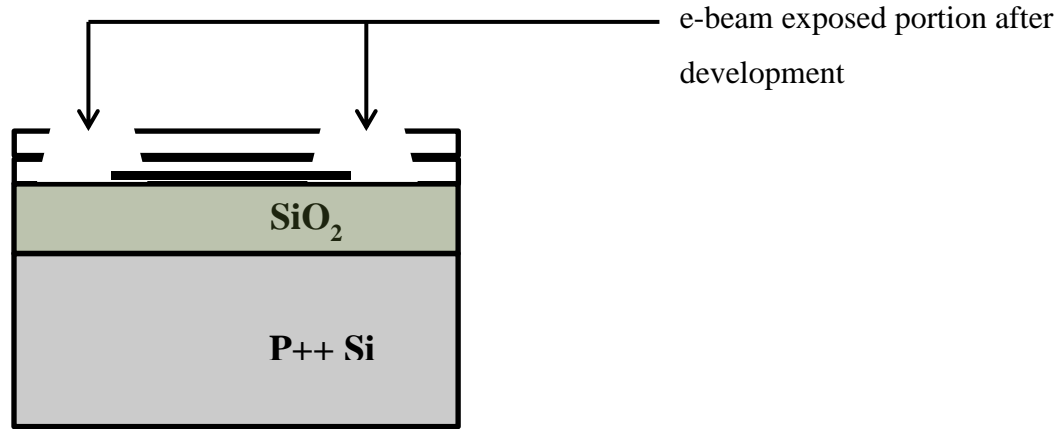 e-beam exposed portion after
development
SiO₂
P++ Si